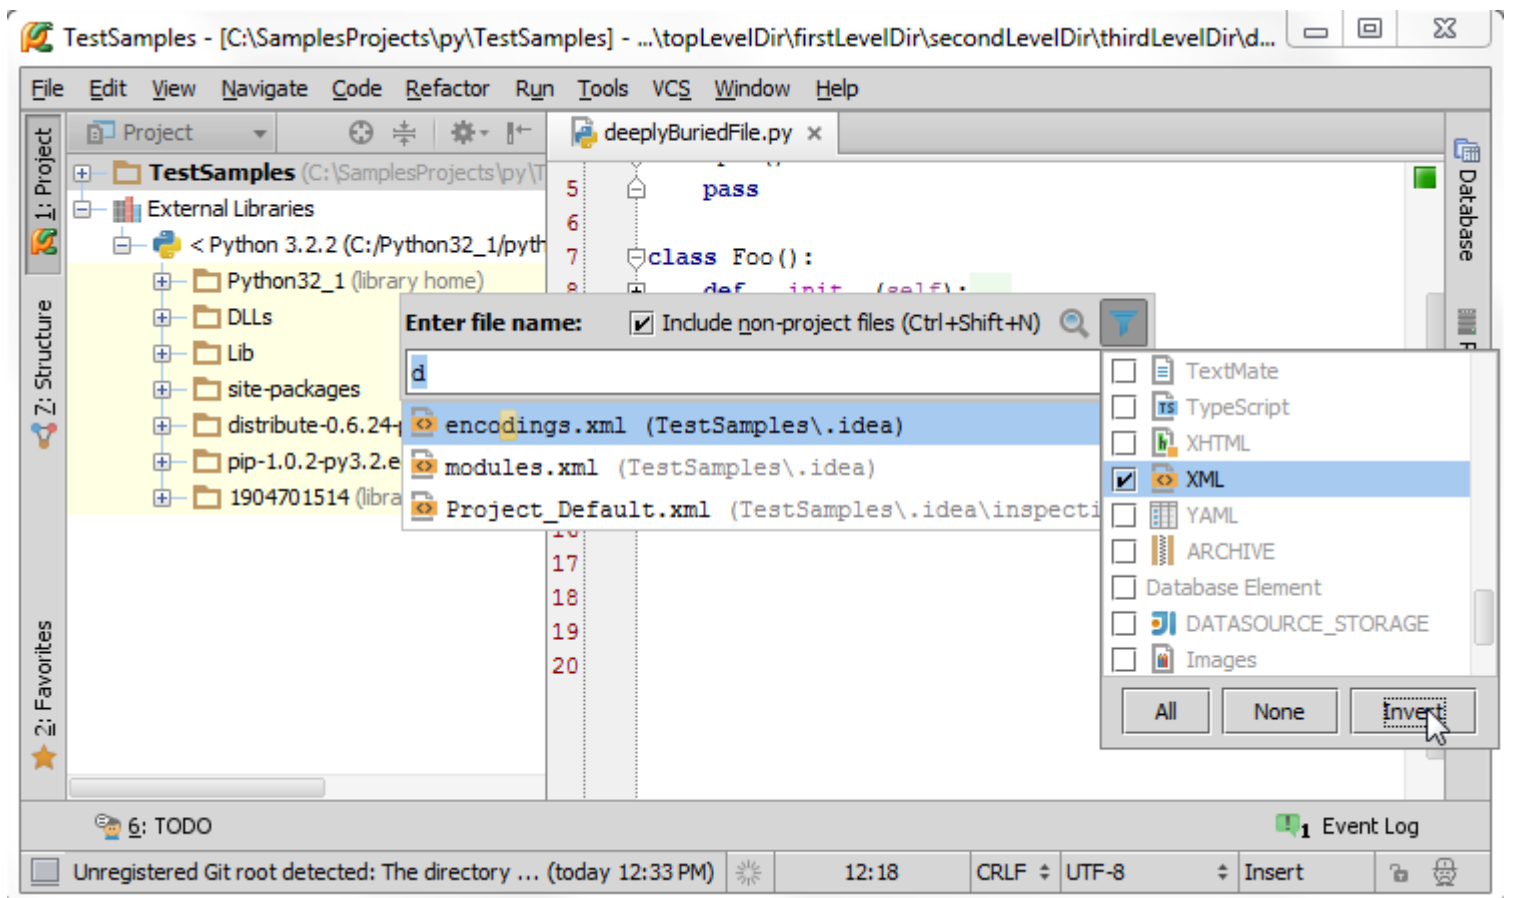 TestSamples - [C:\SamplesProjects\py\TestSamples] - ...\topLevelDir\firstLevelDir\secondLevelDir\thirdLevelDir\d...
File Edit View Navigate Code Refactor Run Tools VCS Window Help
1: Project
Z: Structure
2: Favorites
Project
TestSamples (C:\SamplesProjects\py\T
External Libraries
< Python 3.2.2 (C:/Python32_1/pyth
Python32_1 (library home)
DLLs
Lib
site-packages
distribute-0.6.24-
pip-1.0.2-py3.2.e
1904701514 (libra
deeplyBuriedFile.py
5 pass
6
7 class Foo():
8 def __init__(self):
Enter file name: Include non-project files (Ctrl+Shift+N)
d
encodings.xml (TestSamples\.idea)
modules.xml (TestSamples\.idea)
Project_Default.xml (TestSamples\.idea\inspecti
17
18
19
20
TextMate
TypeScript
XHTML
XML
YAML
ARCHIVE
Database Element
DATASOURCE_STORAGE
Images
All None Invert
Database
6: TODO
1 Event Log
Unregistered Git root detected: The directory ... (today 12:33 PM) 12:18 CRLF UTF-8 Insert